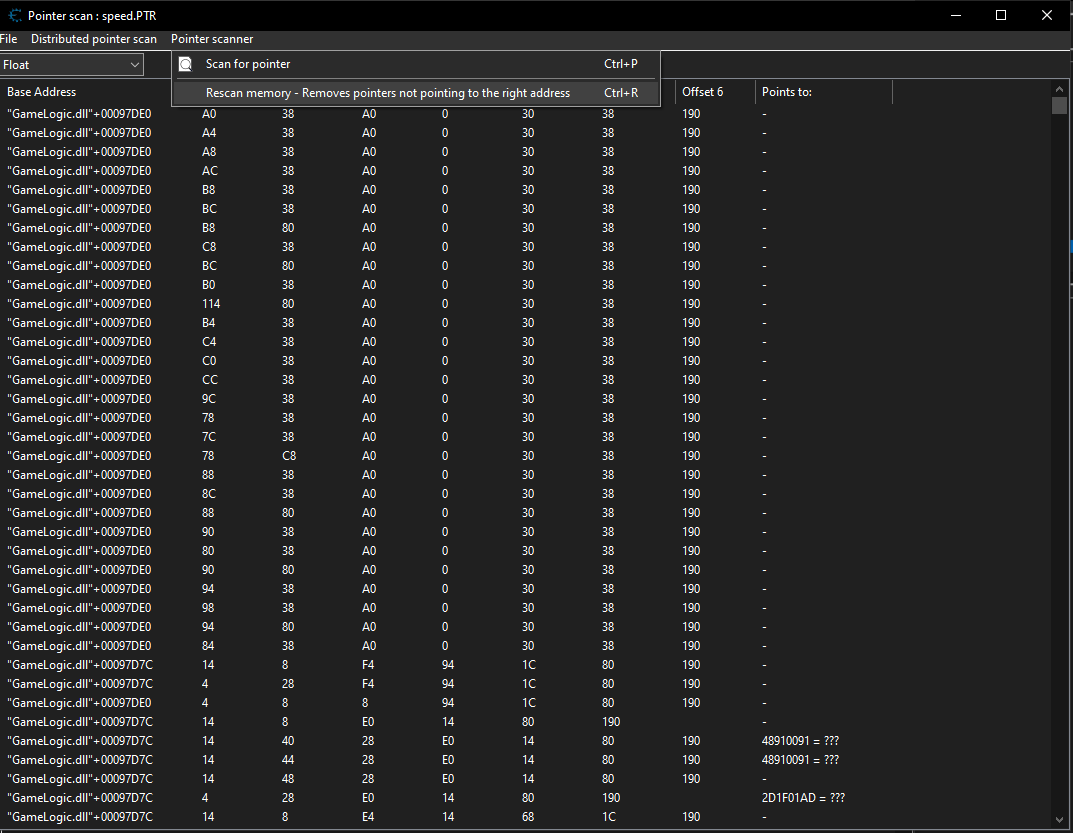 Pointer scan : speed.PTR
File Distributed pointer scan Pointer scanner
Float
Scan for pointer Ctrl+P
Rescan memory - Removes pointers not pointing to the right address Ctrl+R
Base Address Offset 6 Points to:
"GameLogic.dll"+00097DE0 A0 38 A0 0 30 38 190 -
"GameLogic.dll"+00097DE0 A4 38 A0 0 30 38 190 -
"GameLogic.dll"+00097DE0 A8 38 A0 0 30 38 190 -
"GameLogic.dll"+00097DE0 AC 38 A0 0 30 38 190 -
"GameLogic.dll"+00097DE0 B8 38 A0 0 30 38 190 -
"GameLogic.dll"+00097DE0 BC 38 A0 0 30 38 190 -
"GameLogic.dll"+00097DE0 B8 80 A0 0 30 38 190 -
"GameLogic.dll"+00097DE0 C8 38 A0 0 30 38 190 -
"GameLogic.dll"+00097DE0 BC 80 A0 0 30 38 190 -
"GameLogic.dll"+00097DE0 B0 38 A0 0 30 38 190 -
"GameLogic.dll"+00097DE0 114 80 A0 0 30 38 190 -
"GameLogic.dll"+00097DE0 B4 38 A0 0 30 38 190 -
"GameLogic.dll"+00097DE0 C4 38 A0 0 30 38 190 -
"GameLogic.dll"+00097DE0 C0 38 A0 0 30 38 190 -
"GameLogic.dll"+00097DE0 CC 38 A0 0 30 38 190 -
"GameLogic.dll"+00097DE0 9C 38 A0 0 30 38 190 -
"GameLogic.dll"+00097DE0 78 38 A0 0 30 38 190 -
"GameLogic.dll"+00097DE0 7C 38 A0 0 30 38 190 -
"GameLogic.dll"+00097DE0 78 C8 A0 0 30 38 190 -
"GameLogic.dll"+00097DE0 88 38 A0 0 30 38 190 -
"GameLogic.dll"+00097DE0 8C 38 A0 0 30 38 190 -
"GameLogic.dll"+00097DE0 88 80 A0 0 30 38 190 -
"GameLogic.dll"+00097DE0 90 38 A0 0 30 38 190 -
"GameLogic.dll"+00097DE0 80 38 A0 0 30 38 190 -
"GameLogic.dll"+00097DE0 90 80 A0 0 30 38 190 -
"GameLogic.dll"+00097DE0 94 38 A0 0 30 38 190 -
"GameLogic.dll"+00097DE0 98 38 A0 0 30 38 190 -
"GameLogic.dll"+00097DE0 94 80 A0 0 30 38 190 -
"GameLogic.dll"+00097DE0 84 38 A0 0 30 38 190 -
"GameLogic.dll"+00097D7C 14 8 F4 94 1C 80 190 -
"GameLogic.dll"+00097D7C 4 28 F4 94 1C 80 190 -
"GameLogic.dll"+00097DE0 4 8 8 94 1C 80 190 -
"GameLogic.dll"+00097D7C 14 8 E0 14 80 190 -
"GameLogic.dll"+00097D7C 14 40 28 E0 14 80 190 48910091 = ???
"GameLogic.dll"+00097D7C 14 44 28 E0 14 80 190 48910091 = ???
"GameLogic.dll"+00097D7C 14 48 28 E0 14 80 190 -
"GameLogic.dll"+00097D7C 4 28 E0 14 80 190 2D1F01AD = ???
"GameLogic.dll"+00097D7C 14 8 E4 14 68 1C 190 -